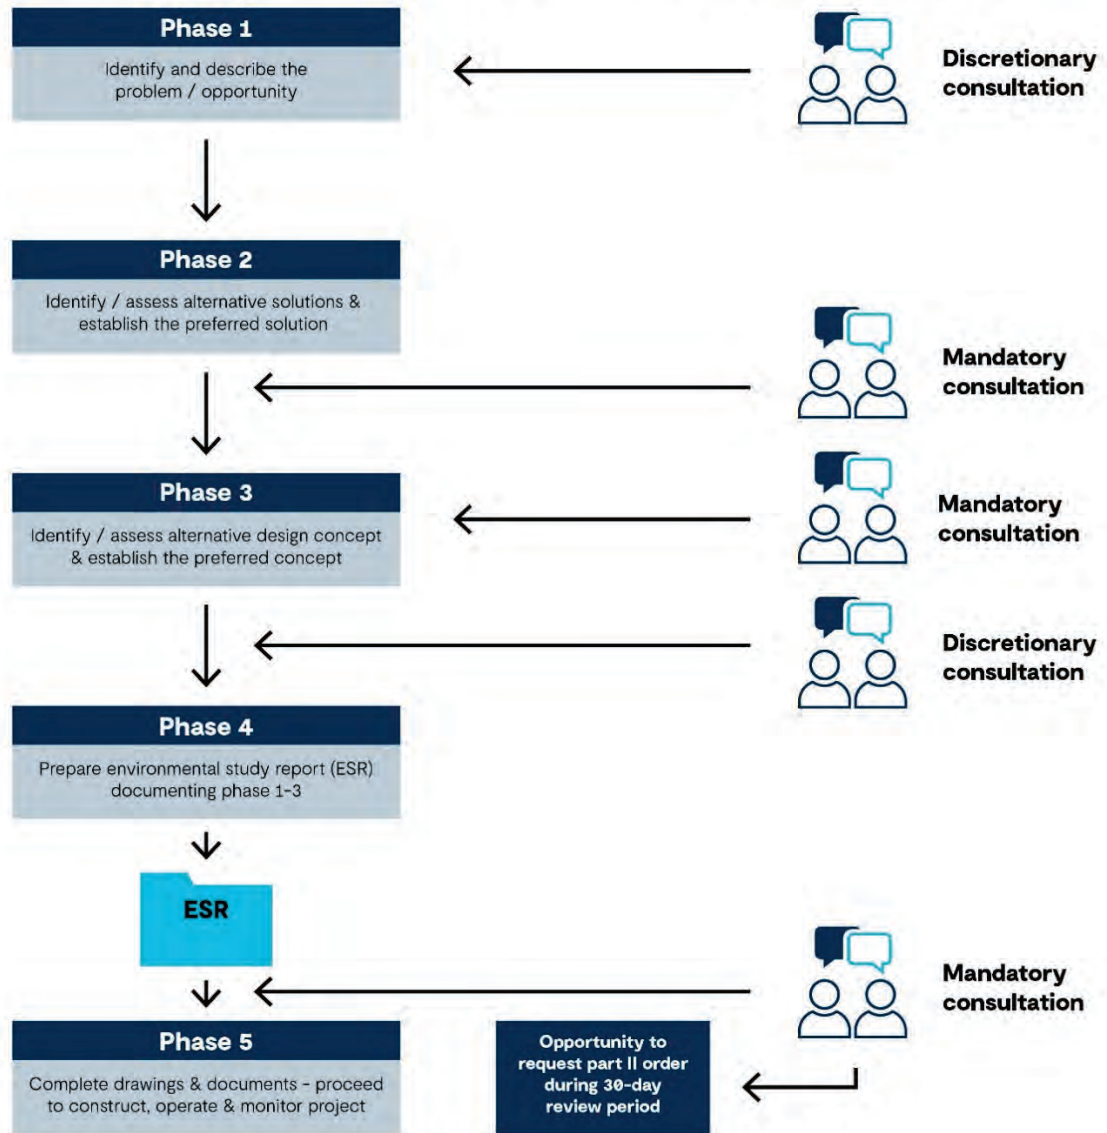 Phase 1
Identify and describe the
problem / opportunity
Discretionary
consultation
Phase 2
Identify / assess alternative solutions &
establish the preferred solution
Mandatory
consultation
Phase 3
Identify / assess alternative design concept
& establish the preferred concept
Mandatory
consultation
Discretionary
consultation
Phase 4
Prepare environmental study report (ESR)
documenting phase 1-3
ESR
Mandatory
consultation
Phase 5
Complete drawings & documents - proceed
to construct, operate & monitor project
Opportunity to
request part II order
during 30-day
review period